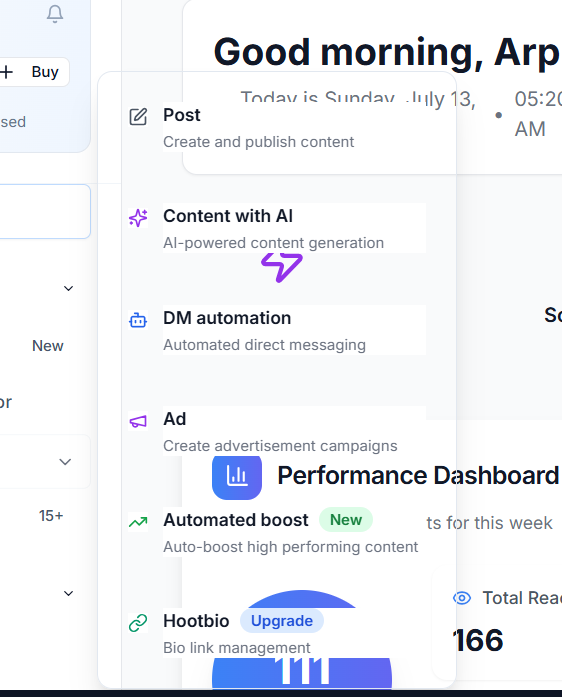 Good morning, Arp
Buy
Today is Sunday, July 13,
05:20
AM
sed
Post
Create and publish content
Content with AI
AI-powered content generation
DM automation
Automated direct messaging
New
or
Ad
Create advertisement campaigns
Performance Dashboard
15+
Automated boost New
Auto-boost high performing content
ts for this week
Total Reac
Hootbio Upgrade
Bio link management
166
111